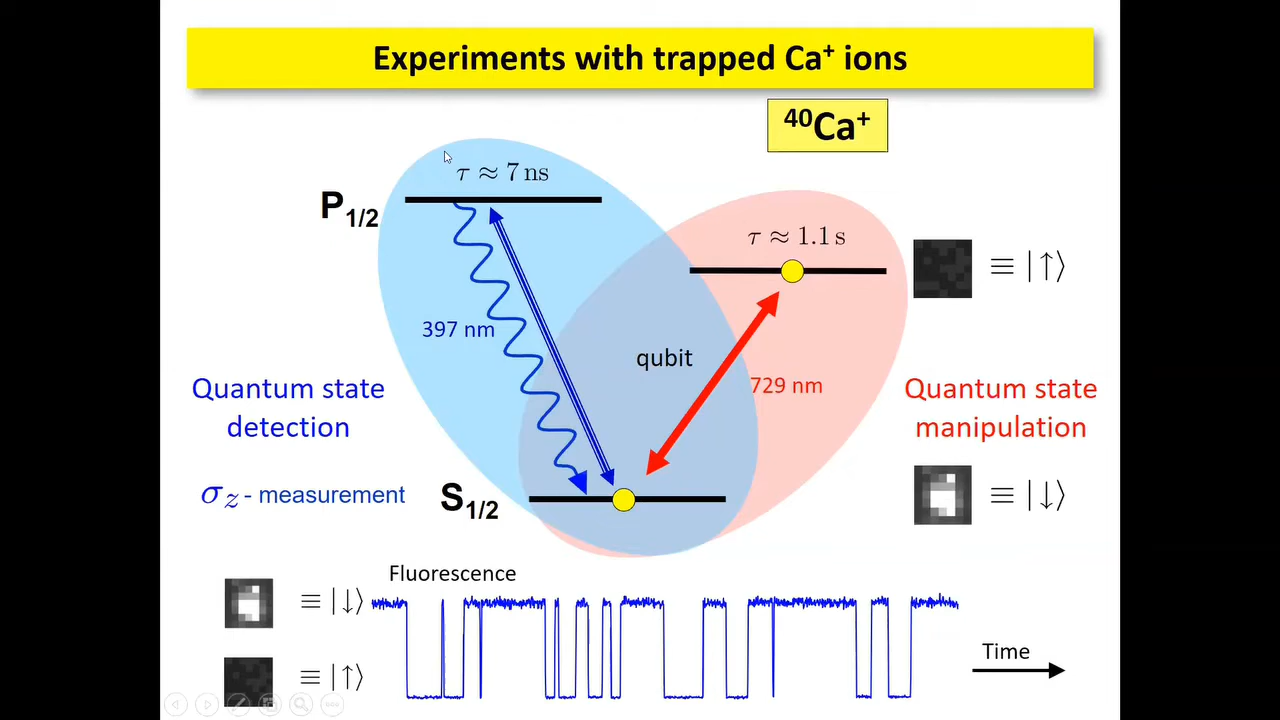 Experiments with trapped Ca⁺ ions
⁴⁰Ca⁺
τ ≈ 7 ns
P1/2
τ ≈ 1.1 s
≡ |↑⟩
397 nm
qubit
729 nm
Quantum state
detection
Quantum state
manipulation
σz - measurement
S1/2
≡ |↓⟩
Fluorescence
≡ |↓⟩
Time
≡ |↑⟩